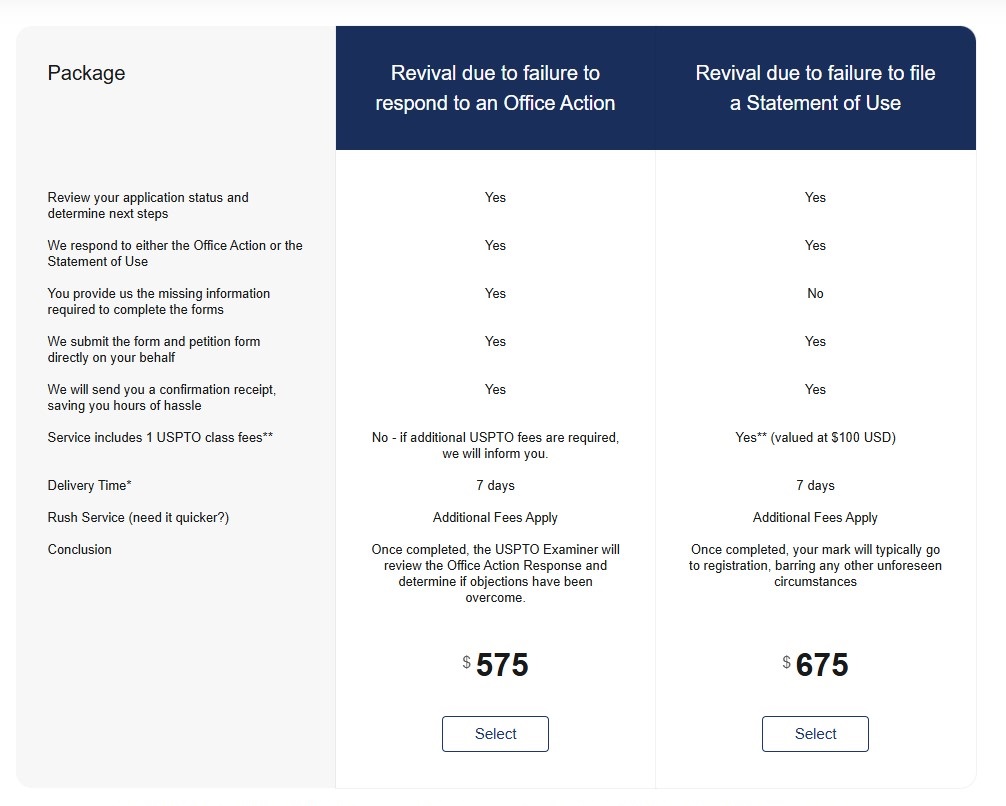 Package
Revival due to failure to
respond to an Office Action
Revival due to failure to file
a Statement of Use
Review your application status and
determine next steps
Yes
Yes
We respond to either the Office Action or the
Statement of Use
Yes
Yes
You provide us the missing information
required to complete the forms
Yes
No
We submit the form and petition form
directly on your behalf
Yes
Yes
We will send you a confirmation receipt,
saving you hours of hassle
Yes
Yes
Service includes 1 USPTO class fees**
No - if additional USPTO fees are required,
we will inform you.
Yes** (valued at $100 USD)
Delivery Time*
7 days
7 days
Rush Service (need it quicker?)
Additional Fees Apply
Additional Fees Apply
Conclusion
Once completed, the USPTO Examiner will
review the Office Action Response and
determine if objections have been
overcome.
Once completed, your mark will typically go
to registration, barring any other unforeseen
circumstances
$ 575
$ 675
Select
Select